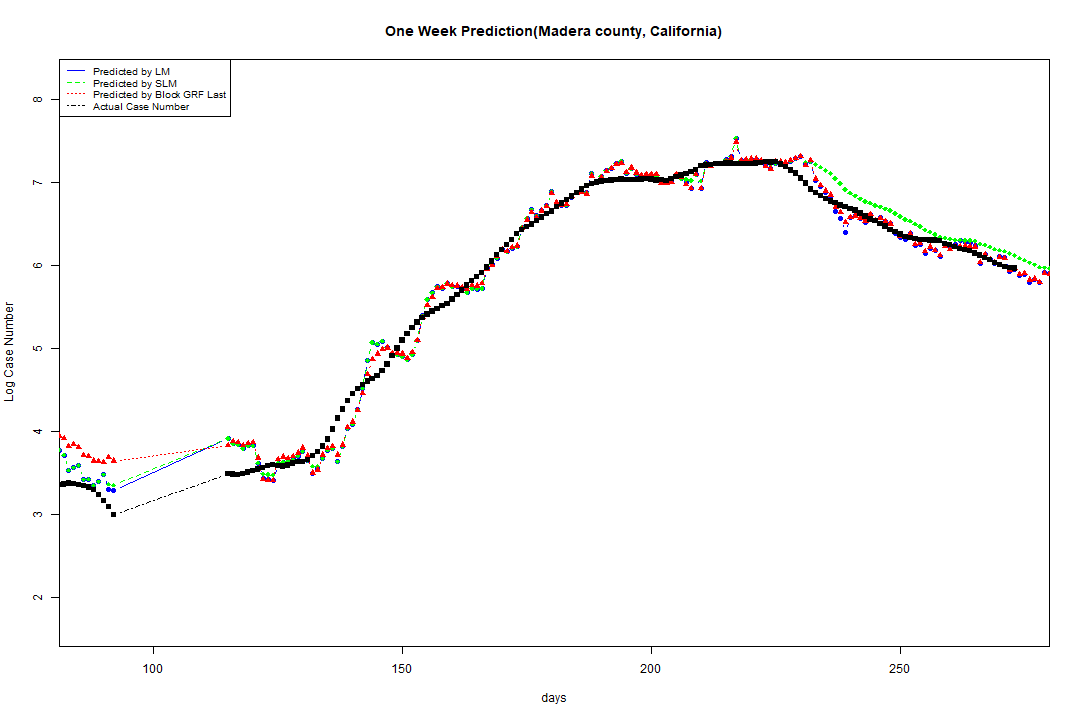 One Week Prediction(Madera county, California)
Predicted by LM
Predicted by SLM
Predicted by Block GRF Last
Actual Case Number
8
7
6
5
4
3
2
Log Case Number
100 150 200 250
days